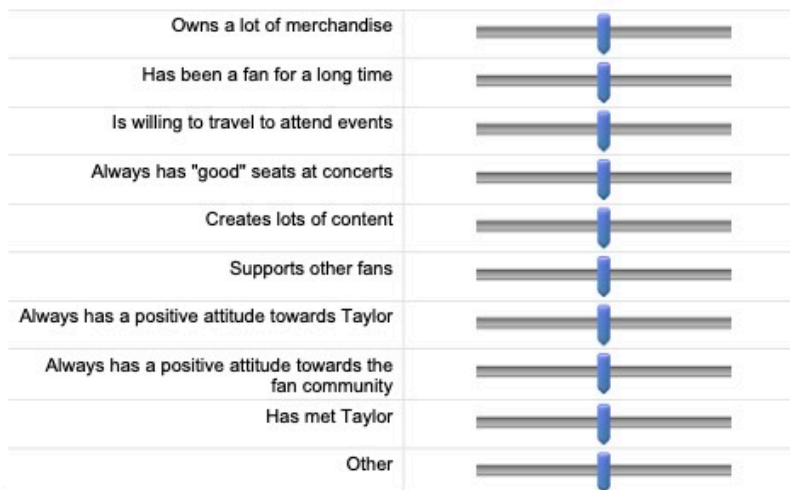 Owns a lot of merchandise
Has been a fan for a long time
Is willing to travel to attend events
Always has "good" seats at concerts
Creates lots of content
Supports other fans
Always has a positive attitude towards Taylor
Always has a positive attitude towards the
fan community
Has met Taylor
Other